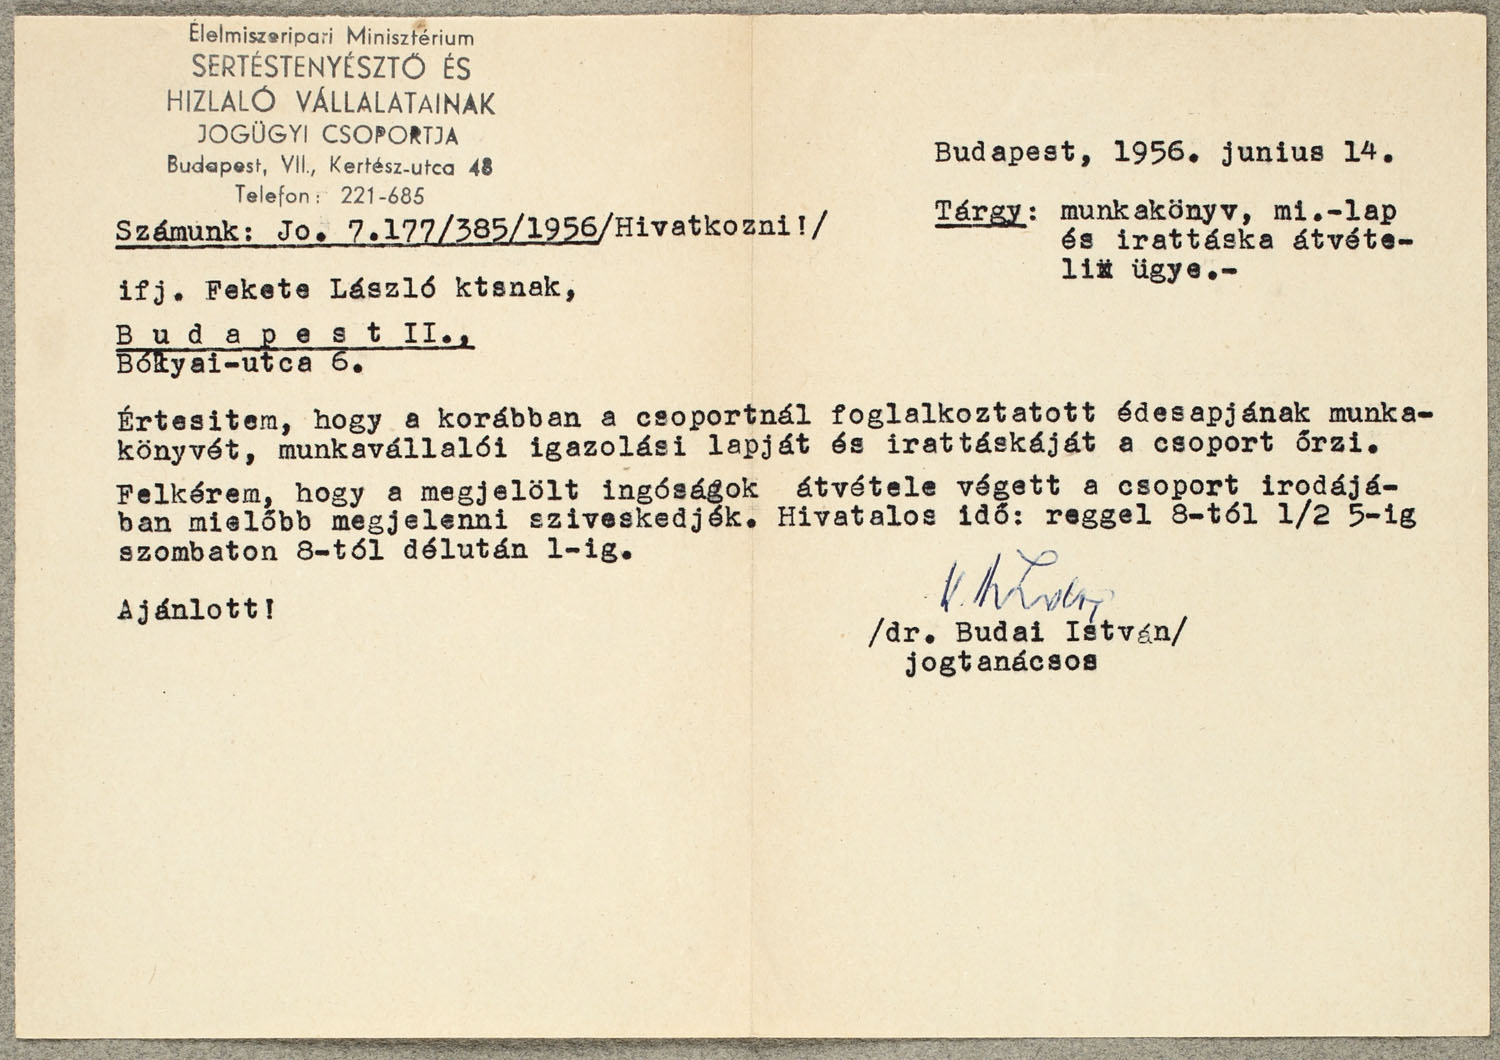 Élelmiszeripari Minisztérium
SERTÉSTENYÉSZTŐ ÉS
HIZLALÓ VÁLLALATAINAK
JOGÜGYI CSOPORTJA
Budapest, VII., Kertész-utca 48
Telefon: 221-685
Számunk: Jo. 7.177/385/1956/Hivatkozni!/
Budapest, 1956. junius 14.
Tárgy: munkakönyv, mi.-lap
és irattáska átvéte-
li ügye.-
ifj. Fekete László ktsnak,
Budapest II.,
Bólyai-utca 6.
Értesitem, hogy a korábban a csoportnál foglalkoztatott édesapjának munka-
könyvét, munkavállalói igazolási lapját és irattáskáját a csoport őrzi.
Felkérem, hogy a megjelölt ingóságok átvétele végett a csoport irodájá-
ban mielőbb megjelenni sziveskedjék. Hivatalos idő: reggel 8-tól 1/2 5-ig
szombaton 8-tól délután 1-ig.
Ajánlott!
/dr. Budai István/
jogtanácsos